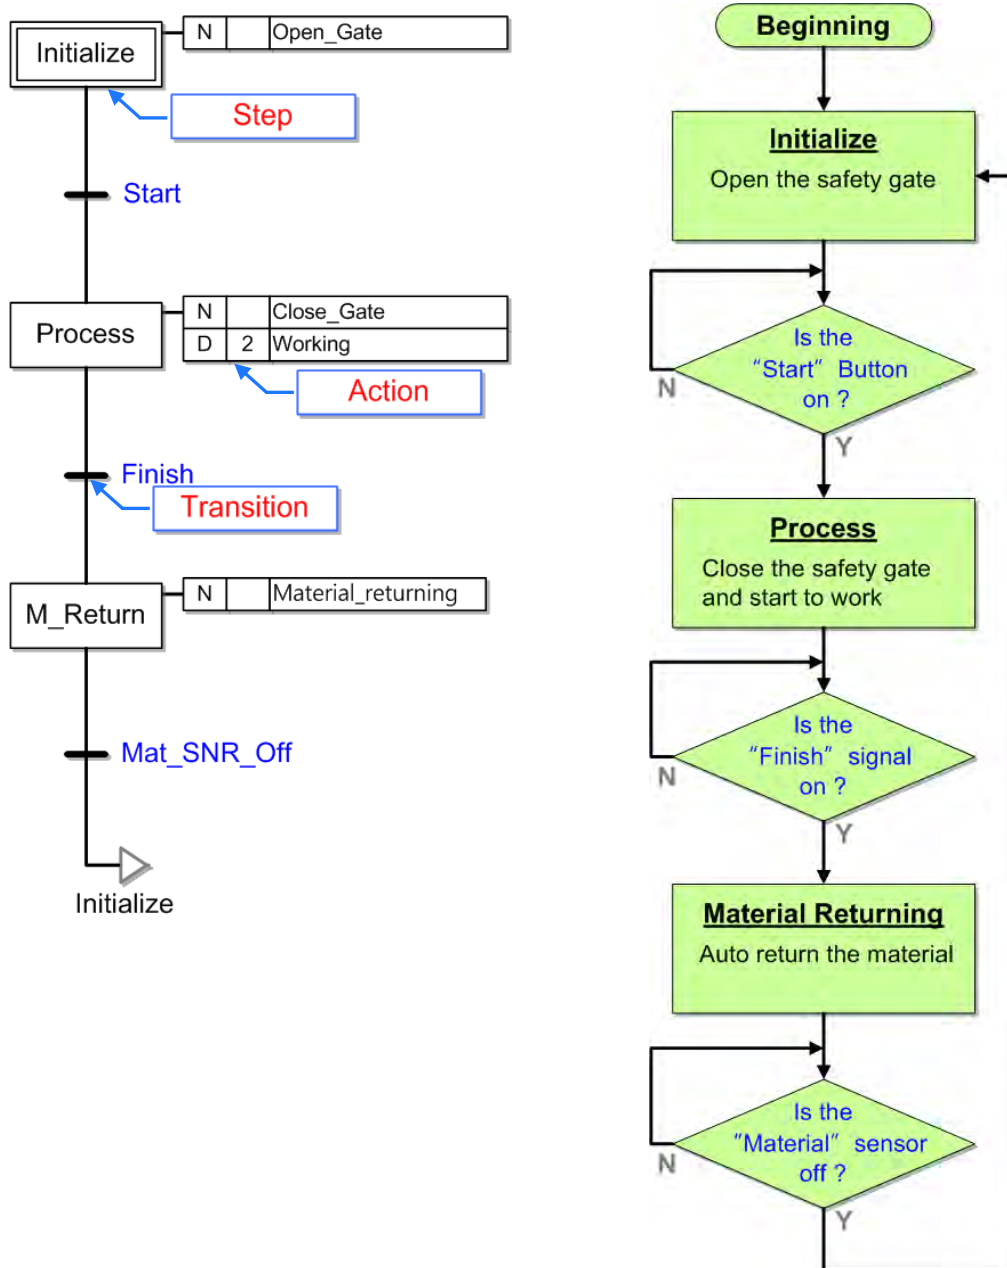 Initialize
N Open_Gate
Step
Start
Process
N Close_Gate
D 2 Working
Action
Finish
Transition
M_Return
N Material_returning
Mat_SNR_Off
Initialize
Beginning
Initialize
Open the safety gate
Is the
“Start” Button
on ?
N
Y
Process
Close the safety gate
and start to work
Is the
“Finish” signal
on ?
N
Y
Material Returning
Auto return the material
Is the
“Material” sensor
off ?
N
Y